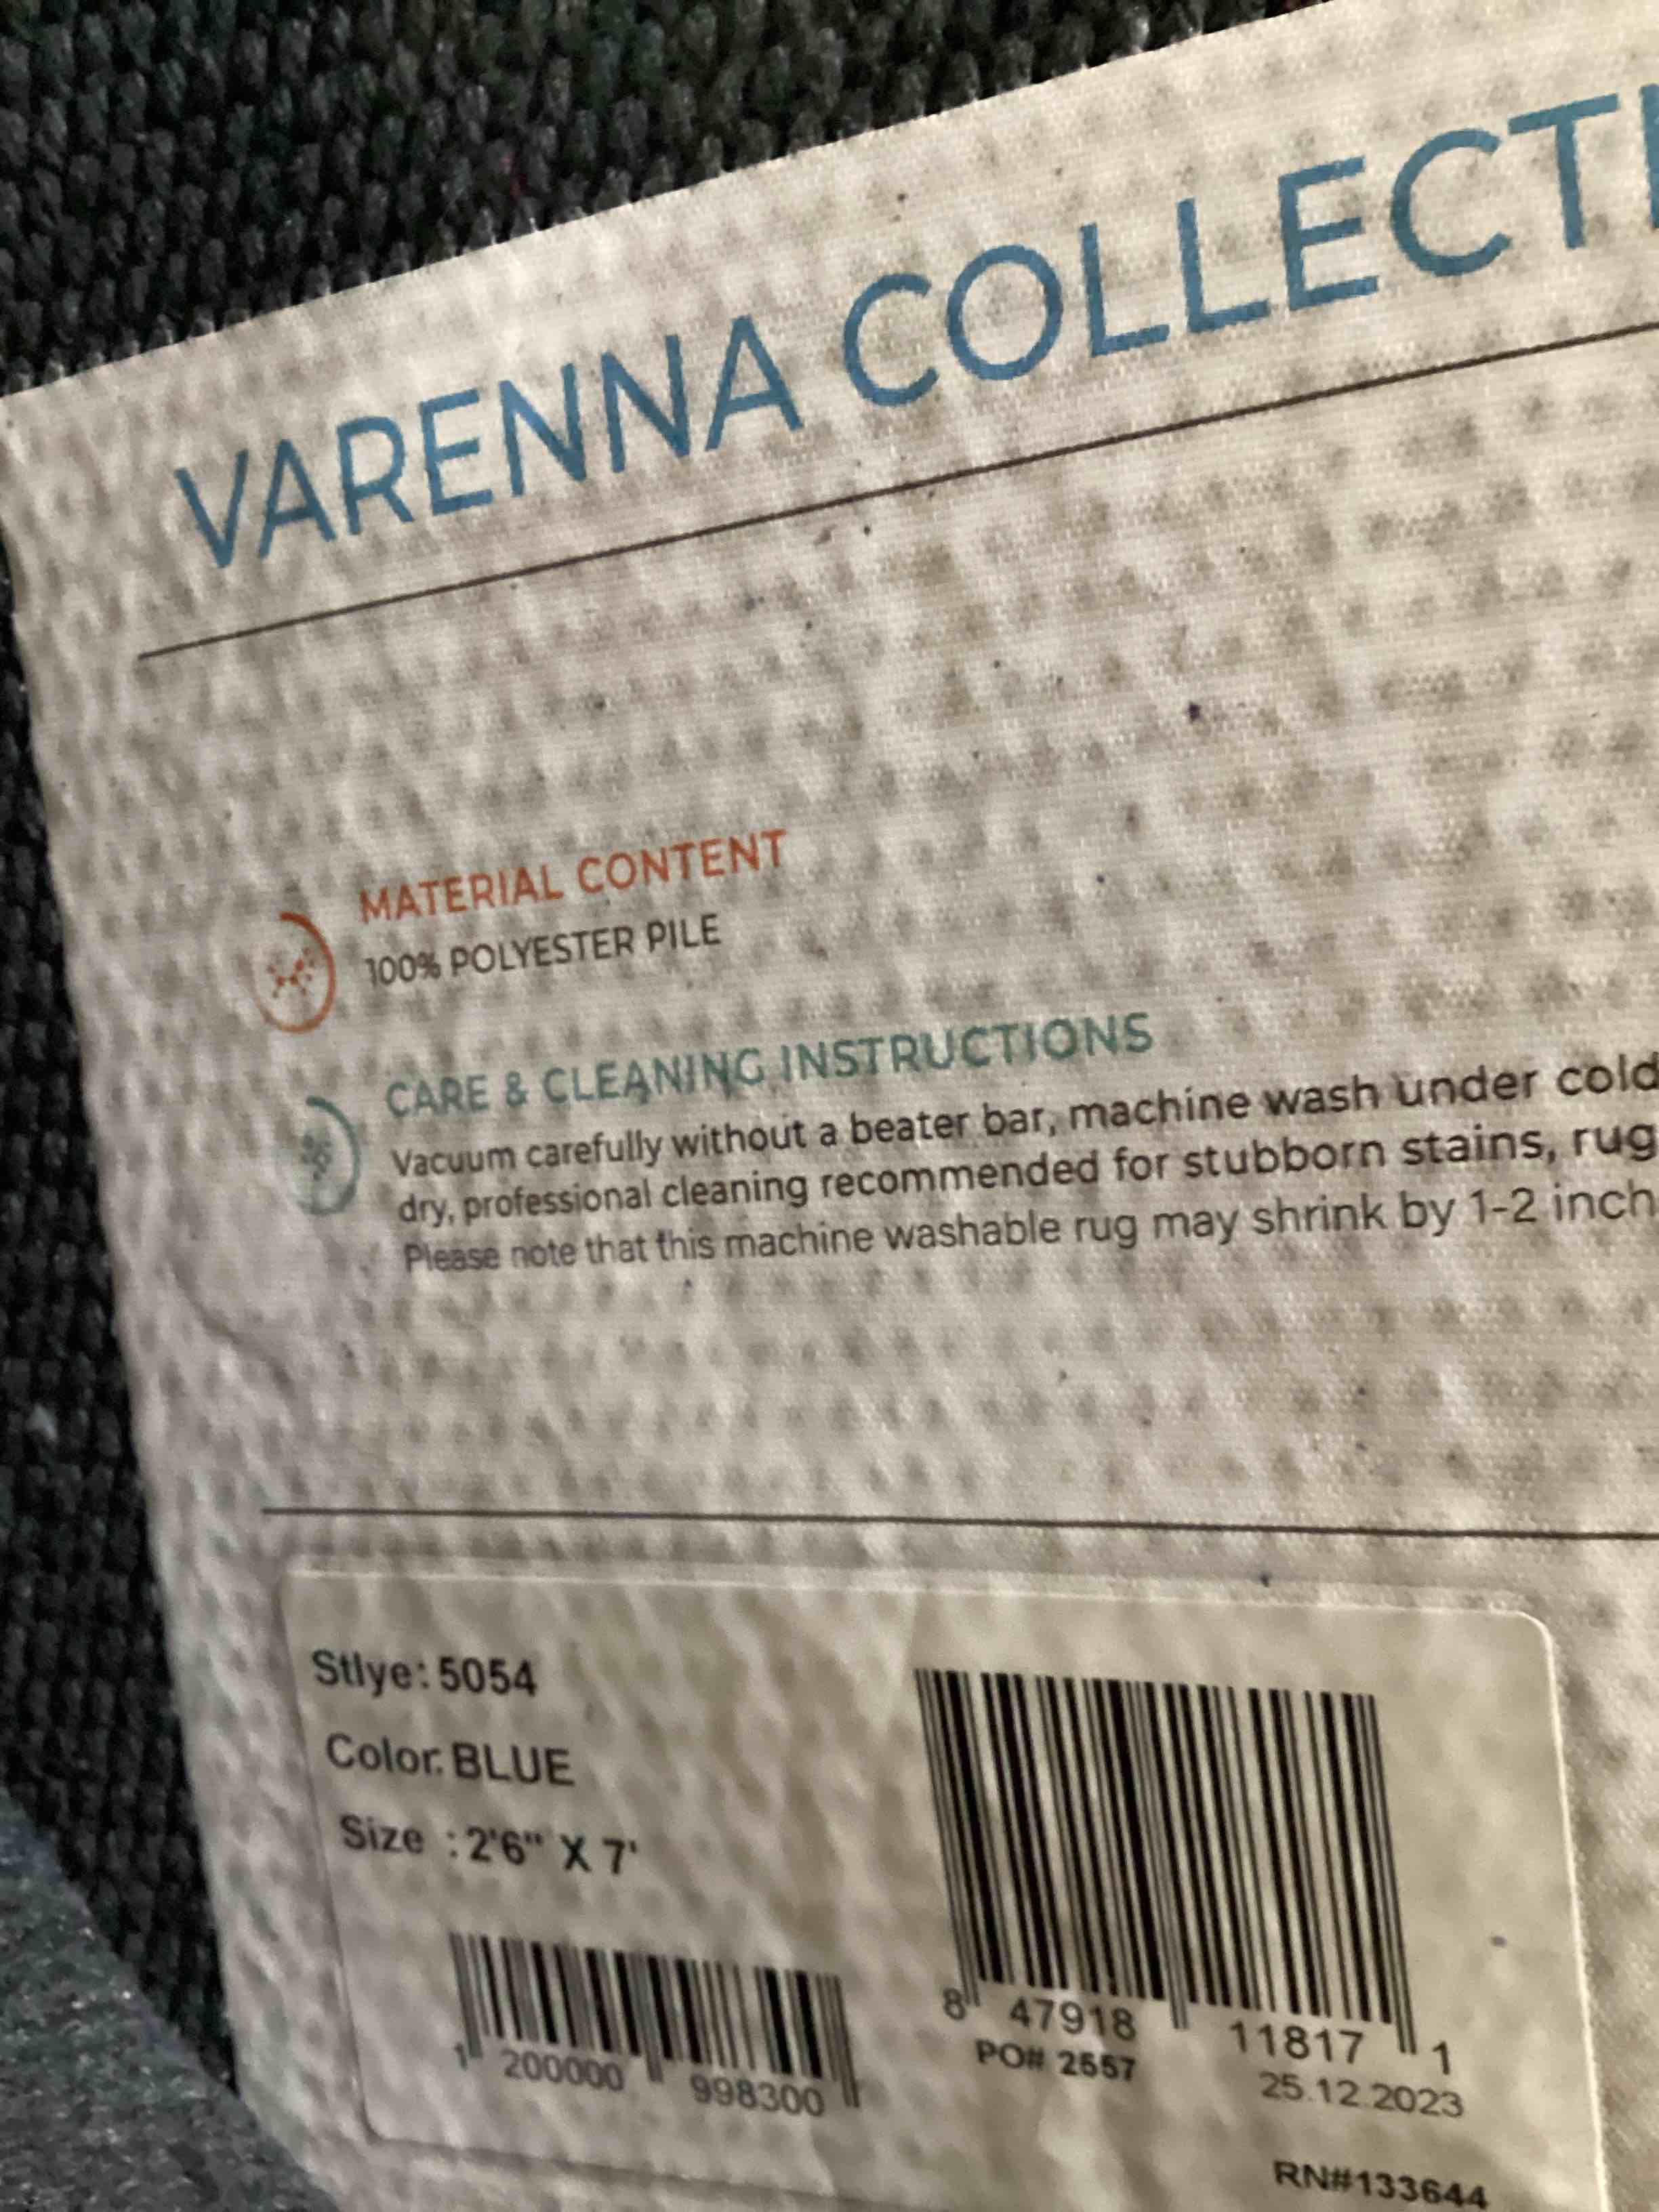 VARENNA COLLECTI
MATERIAL CONTENT
100% POLYESTER PILE
CARE & CLEANING INSTRUCTIONS
Vacuum carefully without a beater bar, machine wash under cold
dry, professional cleaning recommended for stubborn stains, rug
Please note that this machine washable rug may shrink by 1-2 inch
Stlye: 5054
Color: BLUE
Size : 2'6" X 7'
1 200000 998300
8 47918 11817 1
PO# 2557
25.12.2023
RN#133644